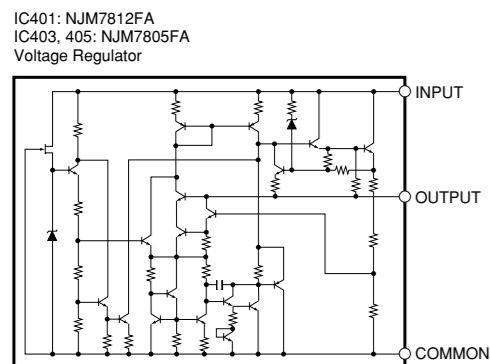 IC401: NJM7812FA
IC403, 405: NJM7805FA
Voltage Regulator
INPUT
OUTPUT
COMMON